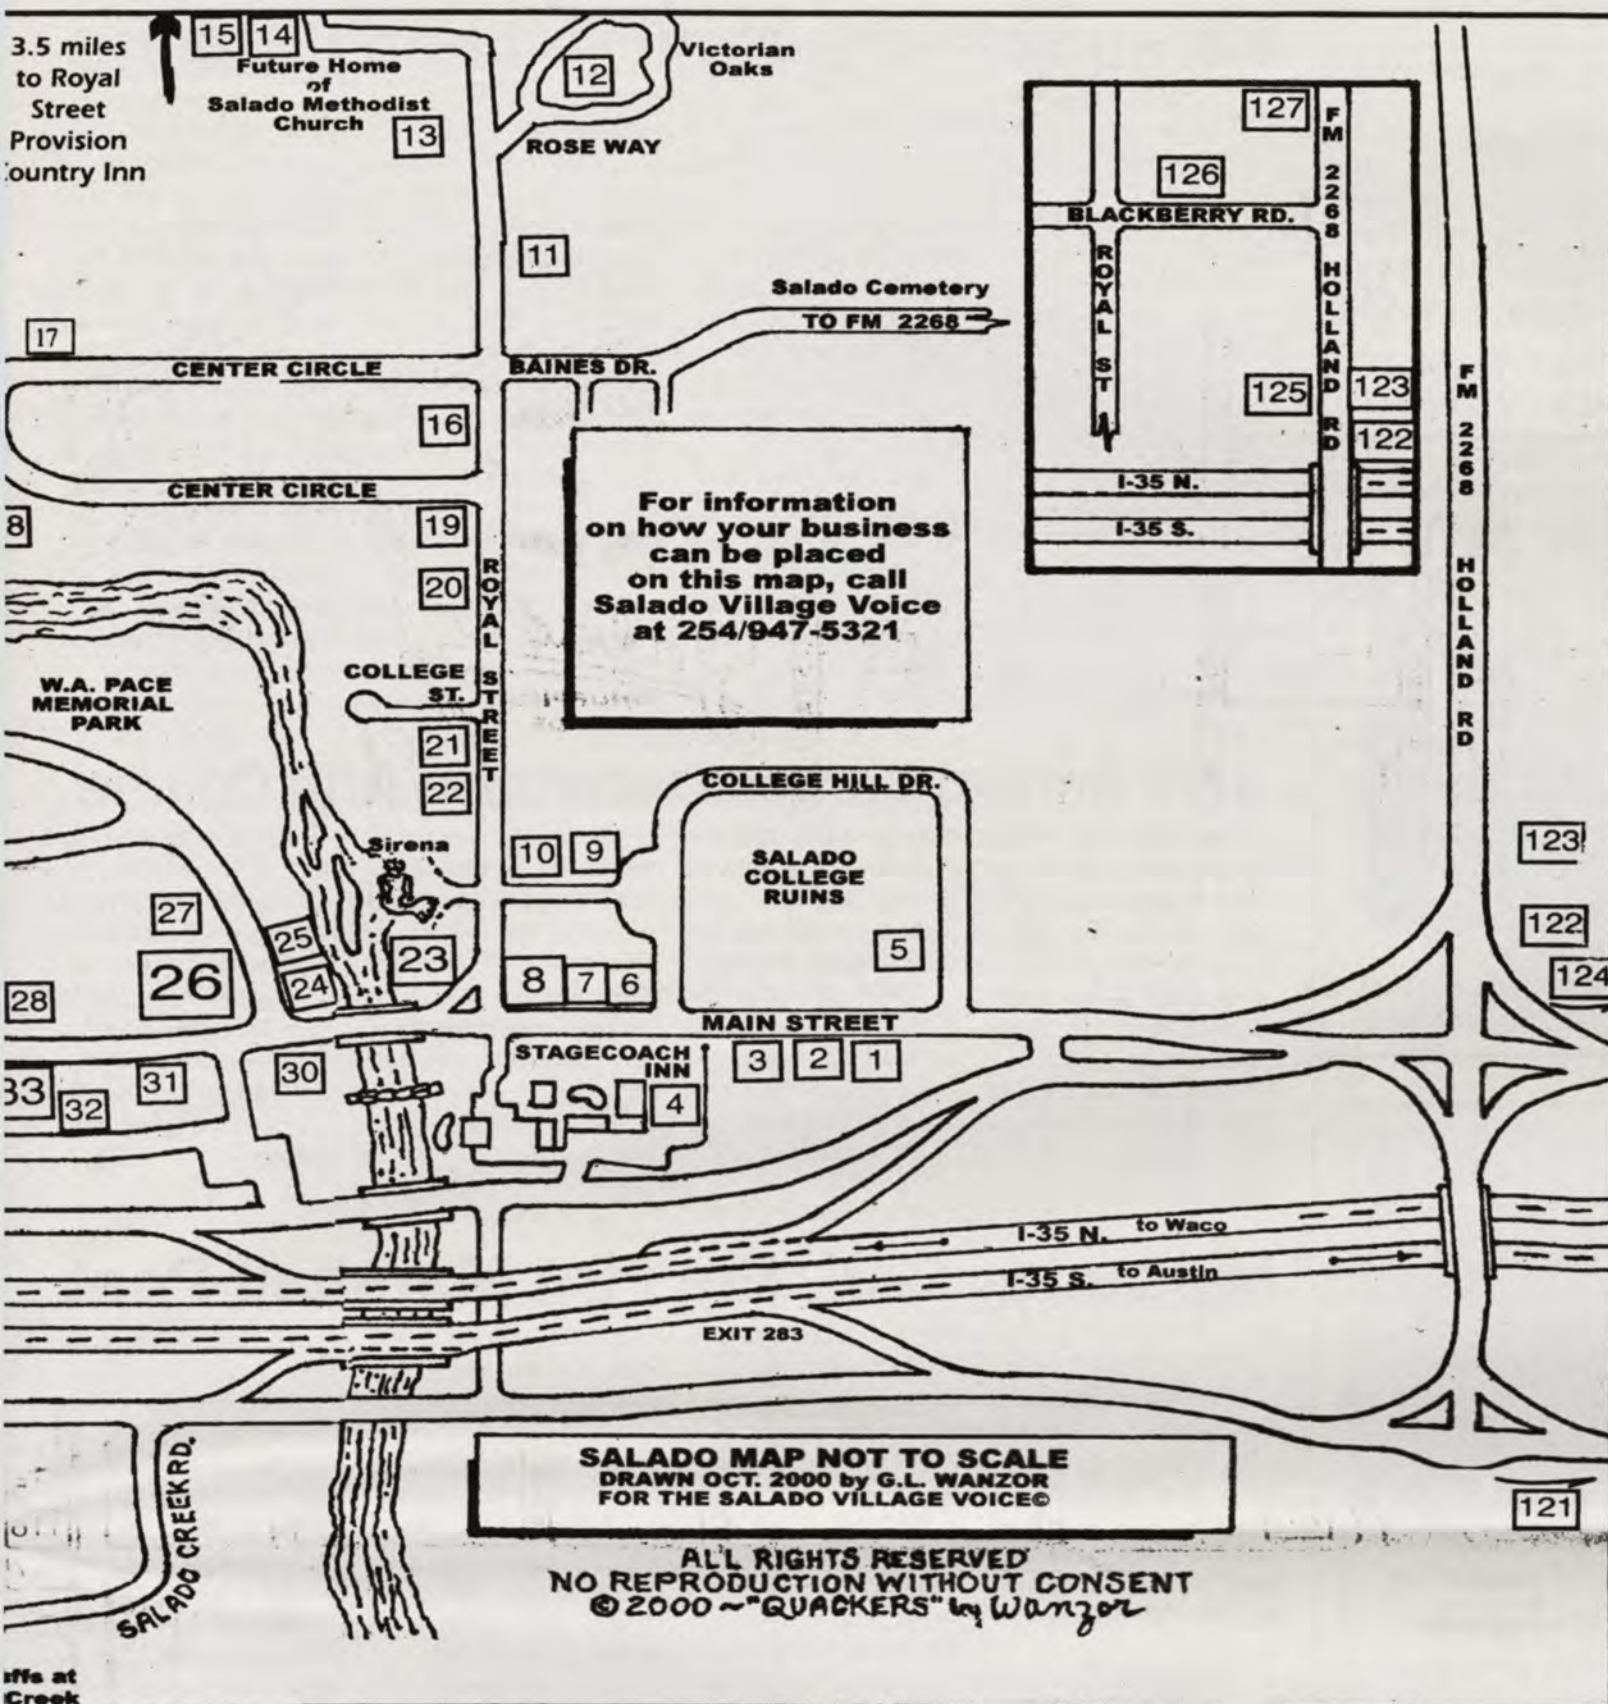 3.5 miles
to Royal
Street
Provision
ountry Inn
15
14
Future Home
of
Salado Methodist
Church
13
12
Victorian
Oaks
ROSE WAY
11
17
CENTER CIRCLE
BAINES DR.
Salado Cemetery
TO FM 2268
16
CENTER CIRCLE
8
19
20
ROYAL STREET
For information
on how your business
can be placed
on this map, call
Salado Village Voice
at 254/947-5321
127
126
BLACKBERRY RD.
FM 2268 HOLLAND RD
ROYAL ST
125
123
122
I-35 N.
I-35 S.
FM 2268 HOLLAND RD
W.A. PACE
MEMORIAL
PARK
COLLEGE
ST.
21
22
COLLEGE HILL DR.
Sirena
10
9
SALADO
COLLEGE
RUINS
5
123
122
124
27
25
26
24
23
28
8
7
6
MAIN STREET
STAGECOACH
INN
3
2
1
4
33
32
31
30
I-35 N.
to Waco
I-35 S.
to Austin
EXIT 283
SALADO CREEK RD.
SALADO MAP NOT TO SCALE
DRAWN OCT. 2000 by G.L. WANZOR
FOR THE SALADO VILLAGE VOICE©
121
ALL RIGHTS RESERVED
NO REPRODUCTION WITHOUT CONSENT
© 2000 ~ "QUACKERS" by Wanzor
ffs at
Creek